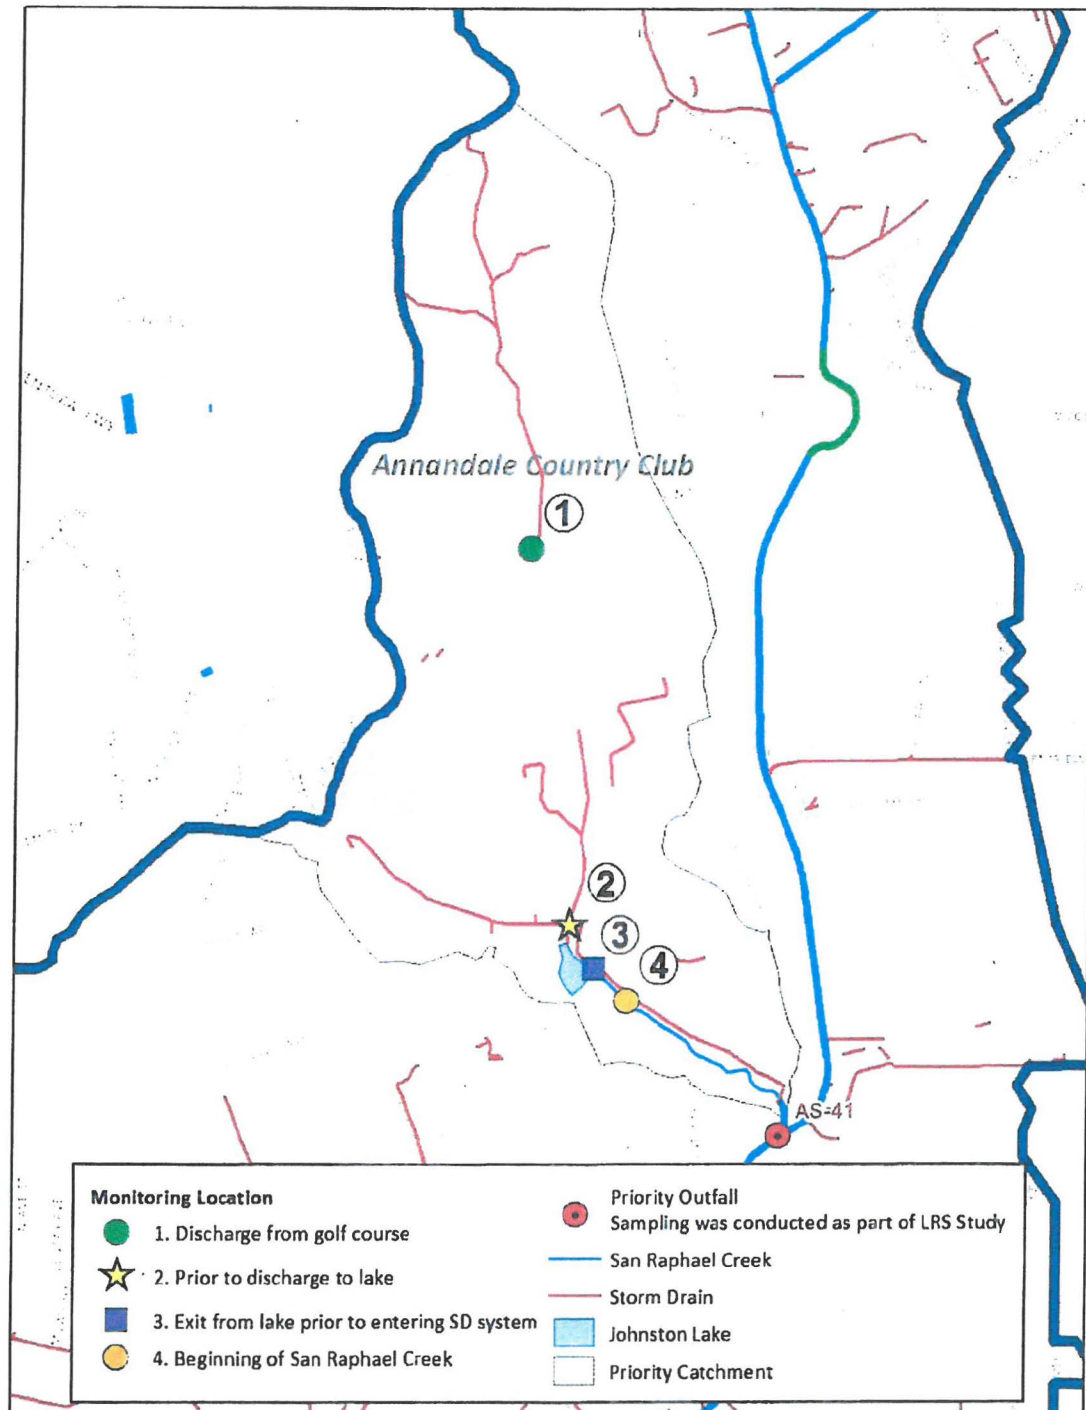 Annandale Country Club
1
2
3
4
AS-41
Monitoring Location
1. Discharge from golf course
2. Prior to discharge to lake
3. Exit from lake prior to entering SD system
4. Beginning of San Raphael Creek
Priority Outfall
Sampling was conducted as part of LRS Study
San Raphael Creek
Storm Drain
Johnston Lake
Priority Catchment